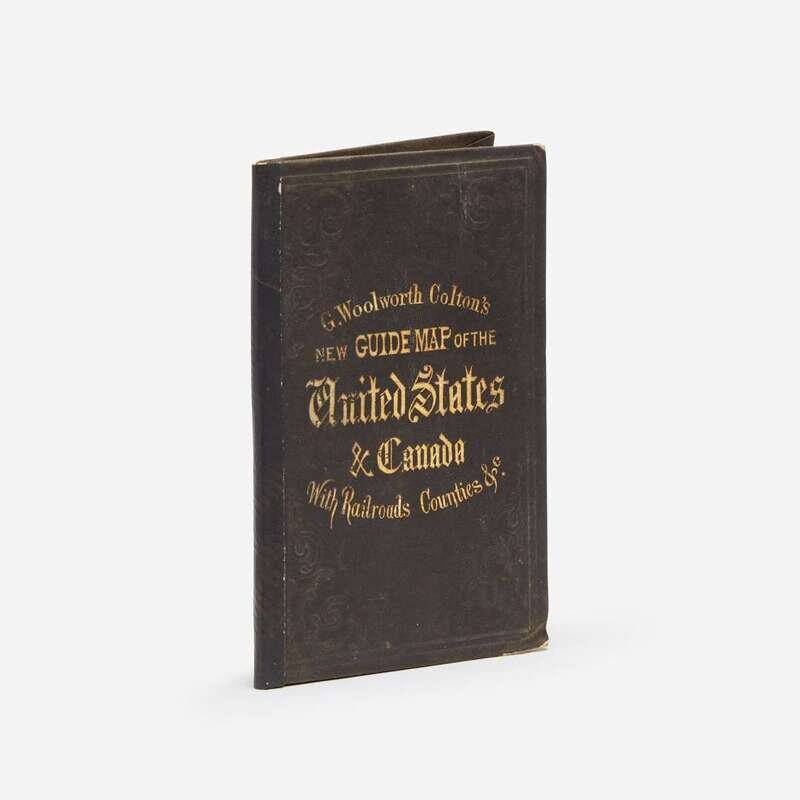 G. Woolworth Colton's
NEW GUIDE MAP OF THE
United States
& Canada
With Railroads Counties &c.